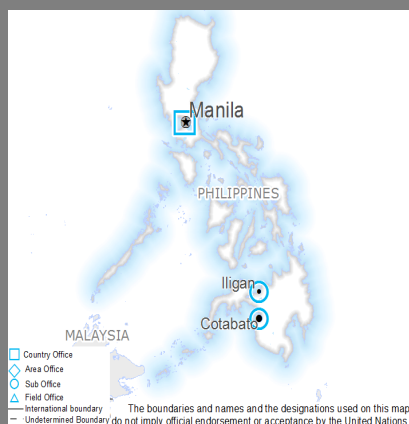 Manila
PHILIPPINES
Iligan
Cotabato
MALAYSIA
Country Office
Area Office
Sub Office
Field Office
International boundary
Undetermined Boundary
The boundaries and names and the designations used on this map
do not imply official endorsement or acceptance by the United Nations